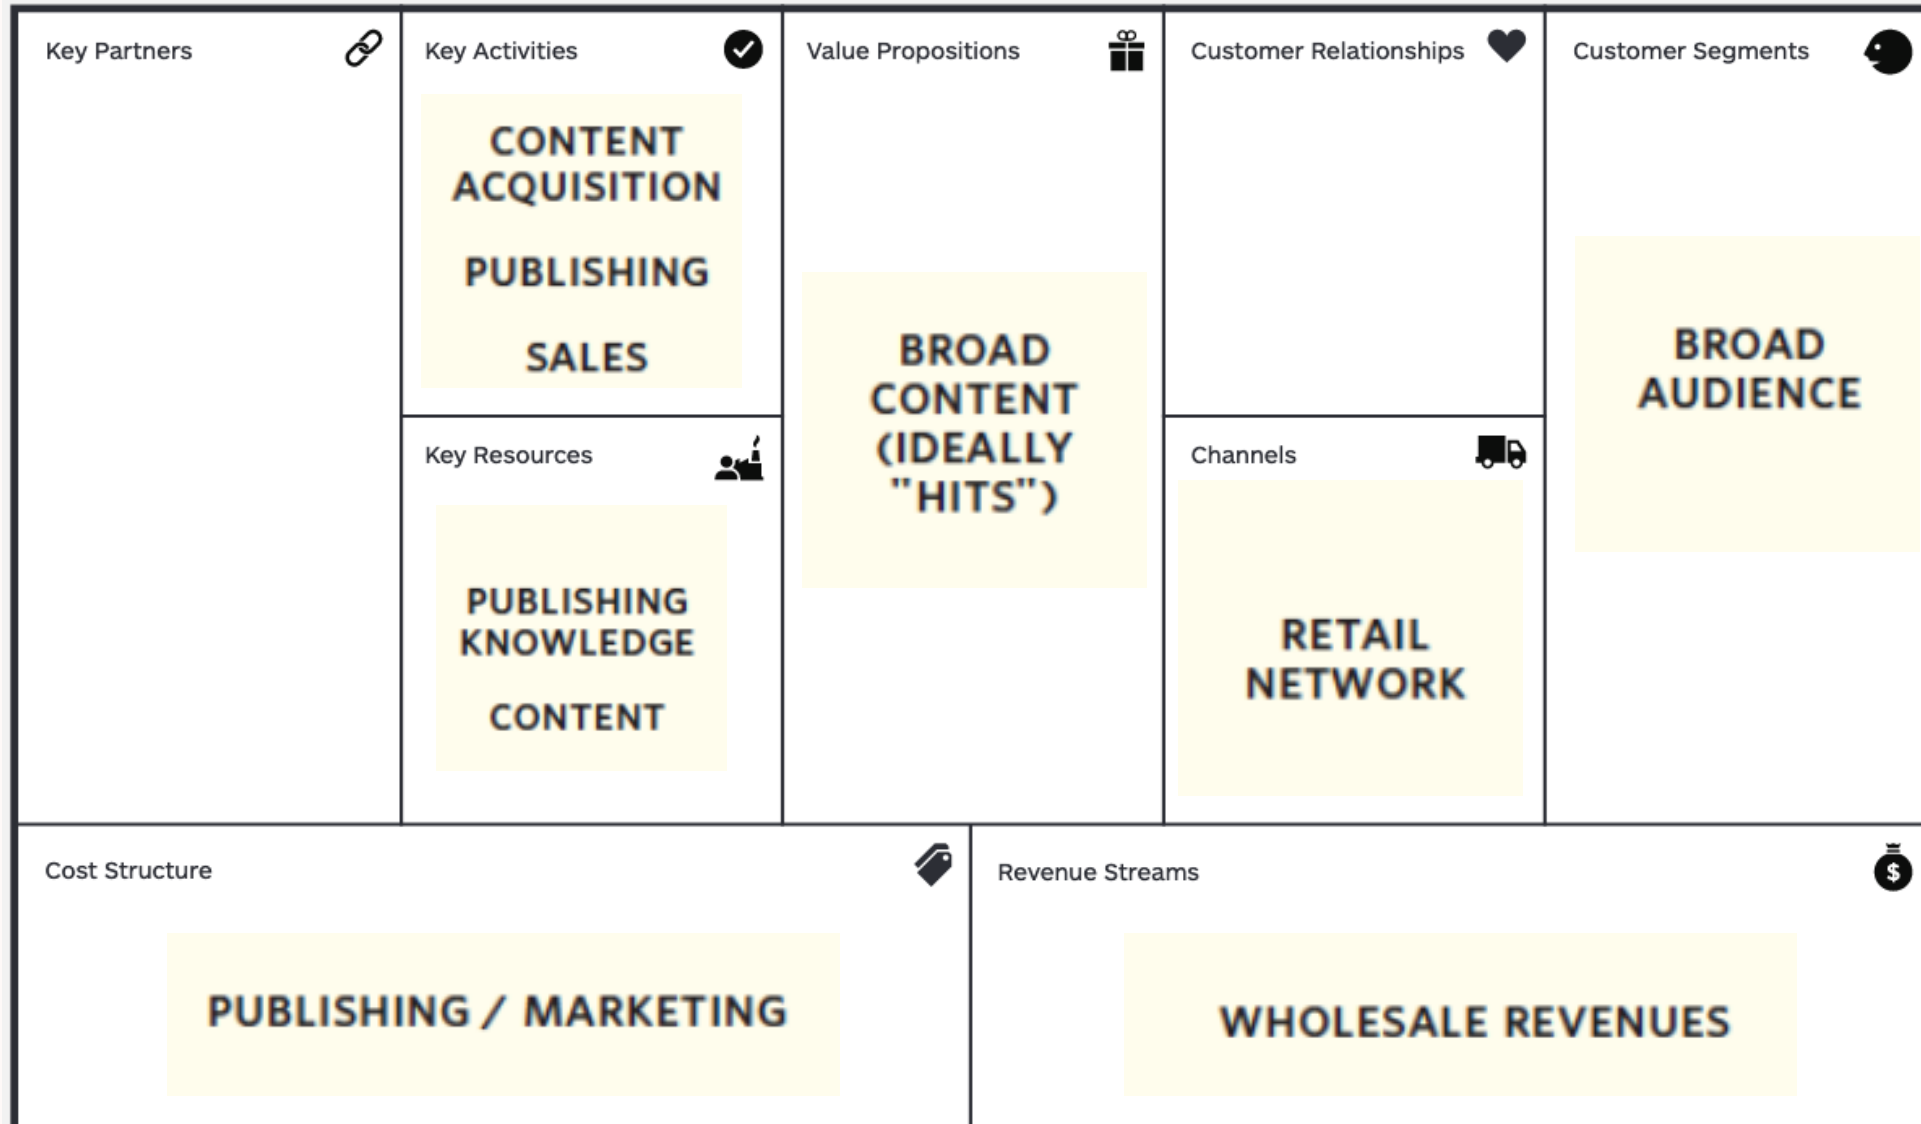 Key Partners
Key Activities
CONTENT
ACQUISITION
PUBLISHING
SALES
Key Resources
PUBLISHING
KNOWLEDGE
CONTENT
Value Propositions
BROAD
CONTENT
(IDEALLY
"HITS")
Customer Relationships
Channels
RETAIL
NETWORK
Customer Segments
BROAD
AUDIENCE
Cost Structure
PUBLISHING / MARKETING
Revenue Streams
$
WHOLESALE REVENUES